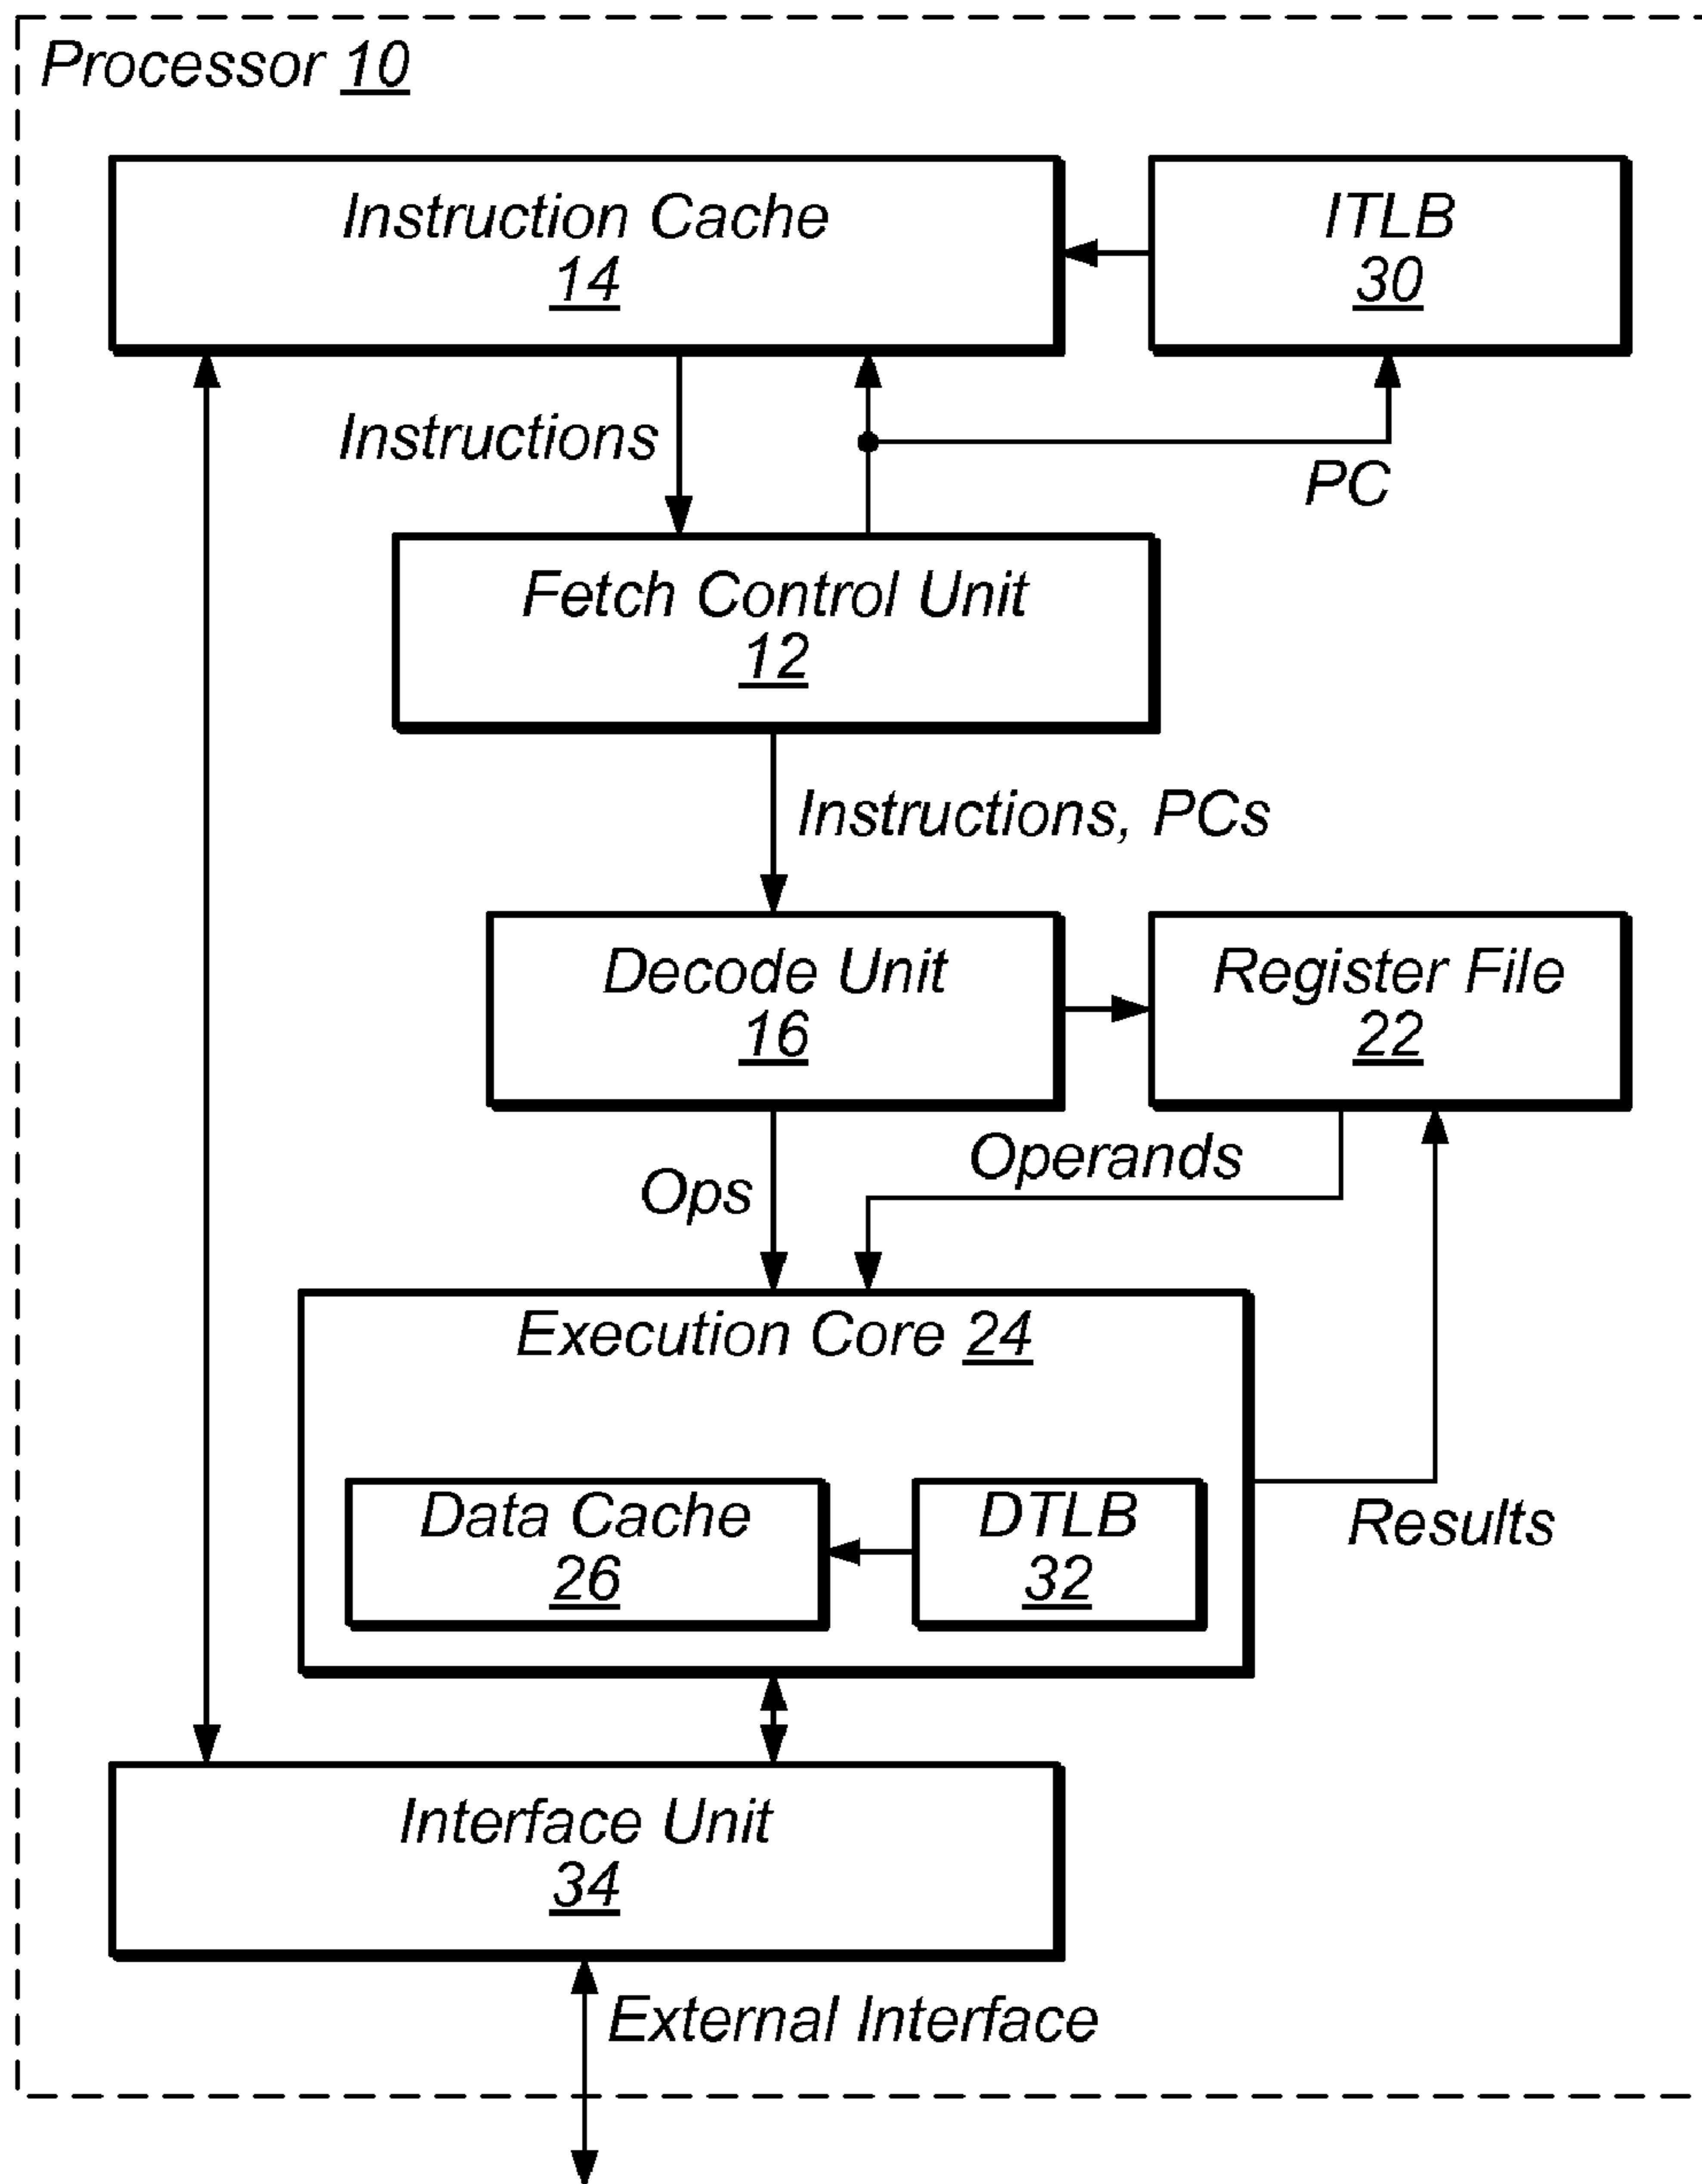 Processor 10
Instruction Cache
14
ITLB
30
Instructions
PC
Fetch Control Unit
12
Instructions, PCs
Decode Unit
16
Register File
22
Operands
Ops
Execution Core 24
Data Cache
26
DTLB
32
Results
Interface Unit
34
External Interface